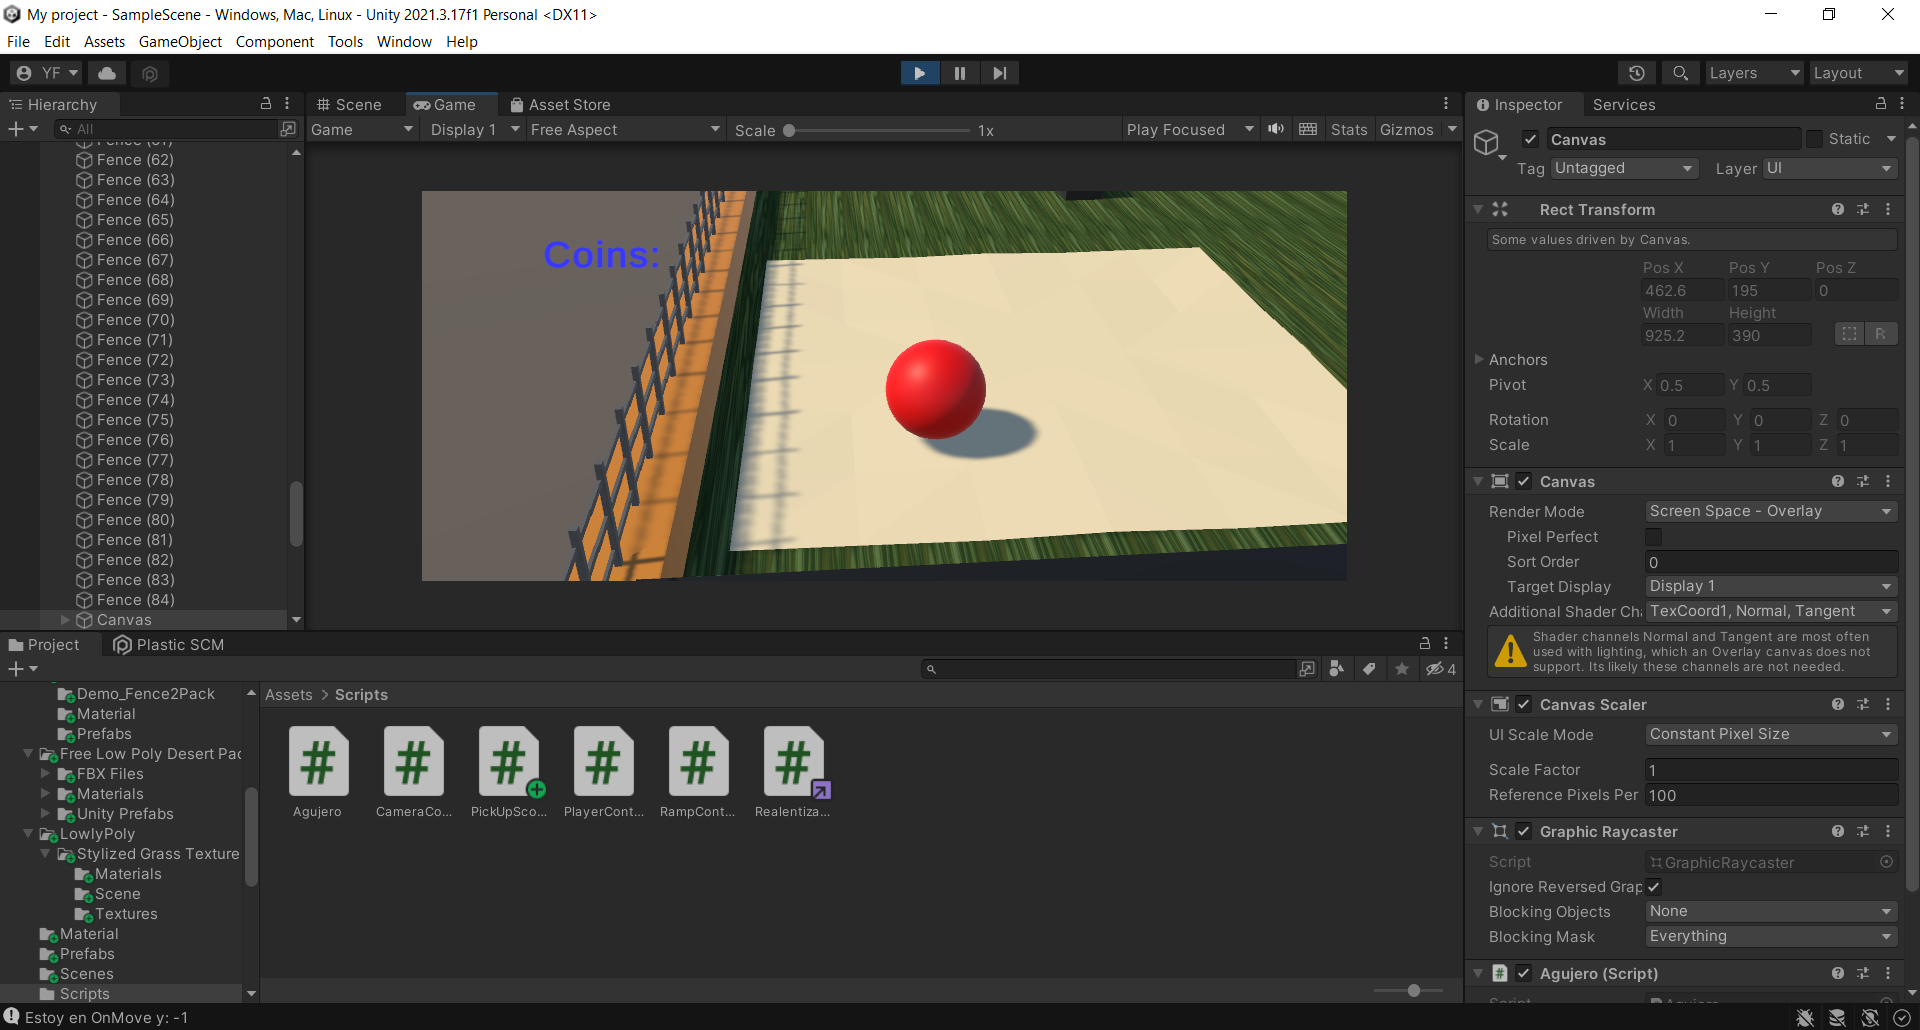 My project - SampleScene - Windows, Mac, Linux - Unity 2021.3.17f1 Personal <DX11>
File Edit Assets GameObject Component Tools Window Help
YF
Layers
Layout
Hierarchy
All
Fence (62)
Fence (63)
Fence (64)
Fence (65)
Fence (66)
Fence (67)
Fence (68)
Fence (69)
Fence (70)
Fence (71)
Fence (72)
Fence (73)
Fence (74)
Fence (75)
Fence (76)
Fence (77)
Fence (78)
Fence (79)
Fence (80)
Fence (81)
Fence (82)
Fence (83)
Fence (84)
Canvas
Scene Game Asset Store
Game Display 1 Free Aspect Scale 1x Play Focused Stats Gizmos
Coins:
Project Plastic SCM
4
Demo_Fence2Pack
Material
Prefabs
Free Low Poly Desert Pac
FBX Files
Materials
Unity Prefabs
LowlyPoly
Stylized Grass Texture
Materials
Scene
Textures
Material
Prefabs
Scenes
Scripts
Assets > Scripts
Agujero CameraCo... PickUpSco... PlayerCont... RampCont... Realentiza...
Inspector Services
Canvas Static
Tag Untagged Layer UI
Rect Transform
Some values driven by Canvas.
Pos X Pos Y Pos Z
462.6 195 0
Width Height
925.2 390 R
Anchors
Pivot X 0.5 Y 0.5
Rotation X 0 Y 0 Z 0
Scale X 1 Y 1 Z 1
Canvas
Render Mode Screen Space - Overlay
Pixel Perfect
Sort Order 0
Target Display Display 1
Additional Shader Cha TexCoord1, Normal, Tangent
Shader channels Normal and Tangent are most often
used with lighting, which an Overlay canvas does not
support. Its likely these channels are not needed.
Canvas Scaler
UI Scale Mode Constant Pixel Size
Scale Factor 1
Reference Pixels Per 100
Graphic Raycaster
Script GraphicRaycaster
Ignore Reversed Grap
Blocking Objects None
Blocking Mask Everything
Agujero (Script)
Estoy en OnMove y: -1